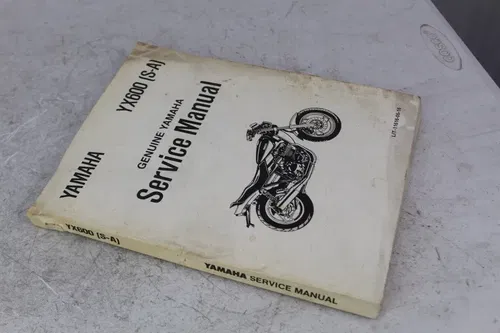 YAMAHA
YX600 (S-A)
GENUINE YAMAHA
Service Manual
YX600 (S-A)
YAMAHA SERVICE MANUAL